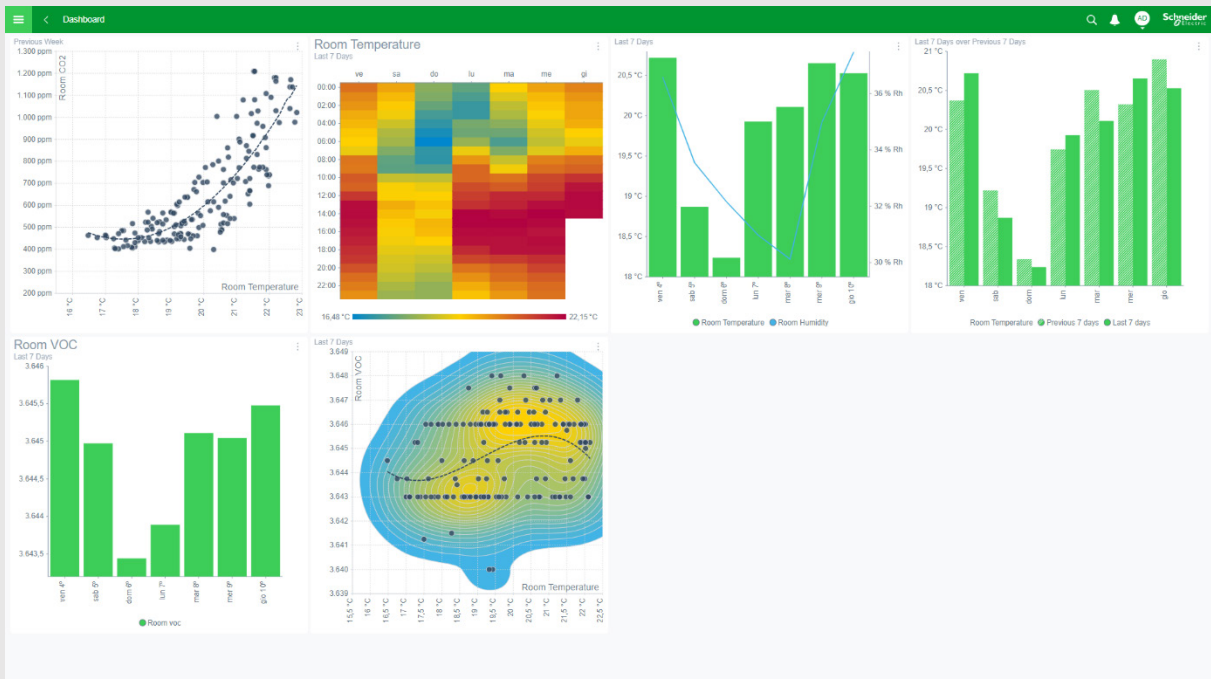 Dashboard
AD
Schneider
Electric
Previous Week
1.300 ppm
1.200 ppm
1.100 ppm
1.000 ppm
900 ppm
800 ppm
700 ppm
600 ppm
500 ppm
400 ppm
300 ppm
200 ppm
Room CO2
Room Temperature
16 °C
17 °C
18 °C
19 °C
20 °C
21 °C
22 °C
23 °C
Room Temperature
Last 7 Days
ve sa do lu ma me gi
00:00
02:00
04:00
06:00
08:00
10:00
12:00
14:00
16:00
18:00
20:00
22:00
16,48 °C
22,15 °C
Last 7 Days
20,5 °C
20 °C
19,5 °C
19 °C
18,5 °C
18 °C
36 % Rh
34 % Rh
32 % Rh
30 % Rh
ven 4°
sab 5°
dom 6°
lun 7°
mar 8°
mer 9°
gio 10°
Room Temperature Room Humidity
Last 7 Days over Previous 7 Days
21 °C
20,5 °C
20 °C
19,5 °C
19 °C
18,5 °C
18 °C
ven
sab
dom
lun
mar
mer
gio
Room Temperature Previous 7 days Last 7 days
Room VOC
Last 7 Days
3.646
3.645,5
3.645
3.644,5
3.644
3.643,5
ven 4°
sab 5°
dom 6°
lun 7°
mar 8°
mer 9°
gio 10°
Room voc
Last 7 Days
3.649
3.648
3.647
3.646
3.645
3.644
3.643
3.642
3.641
3.640
3.639
Room VOC
Room Temperature
15,5 °C
16 °C
16,5 °C
17 °C
17,5 °C
18 °C
18,5 °C
19 °C
19,5 °C
20 °C
20,5 °C
21 °C
21,5 °C
22 °C
22,5 °C